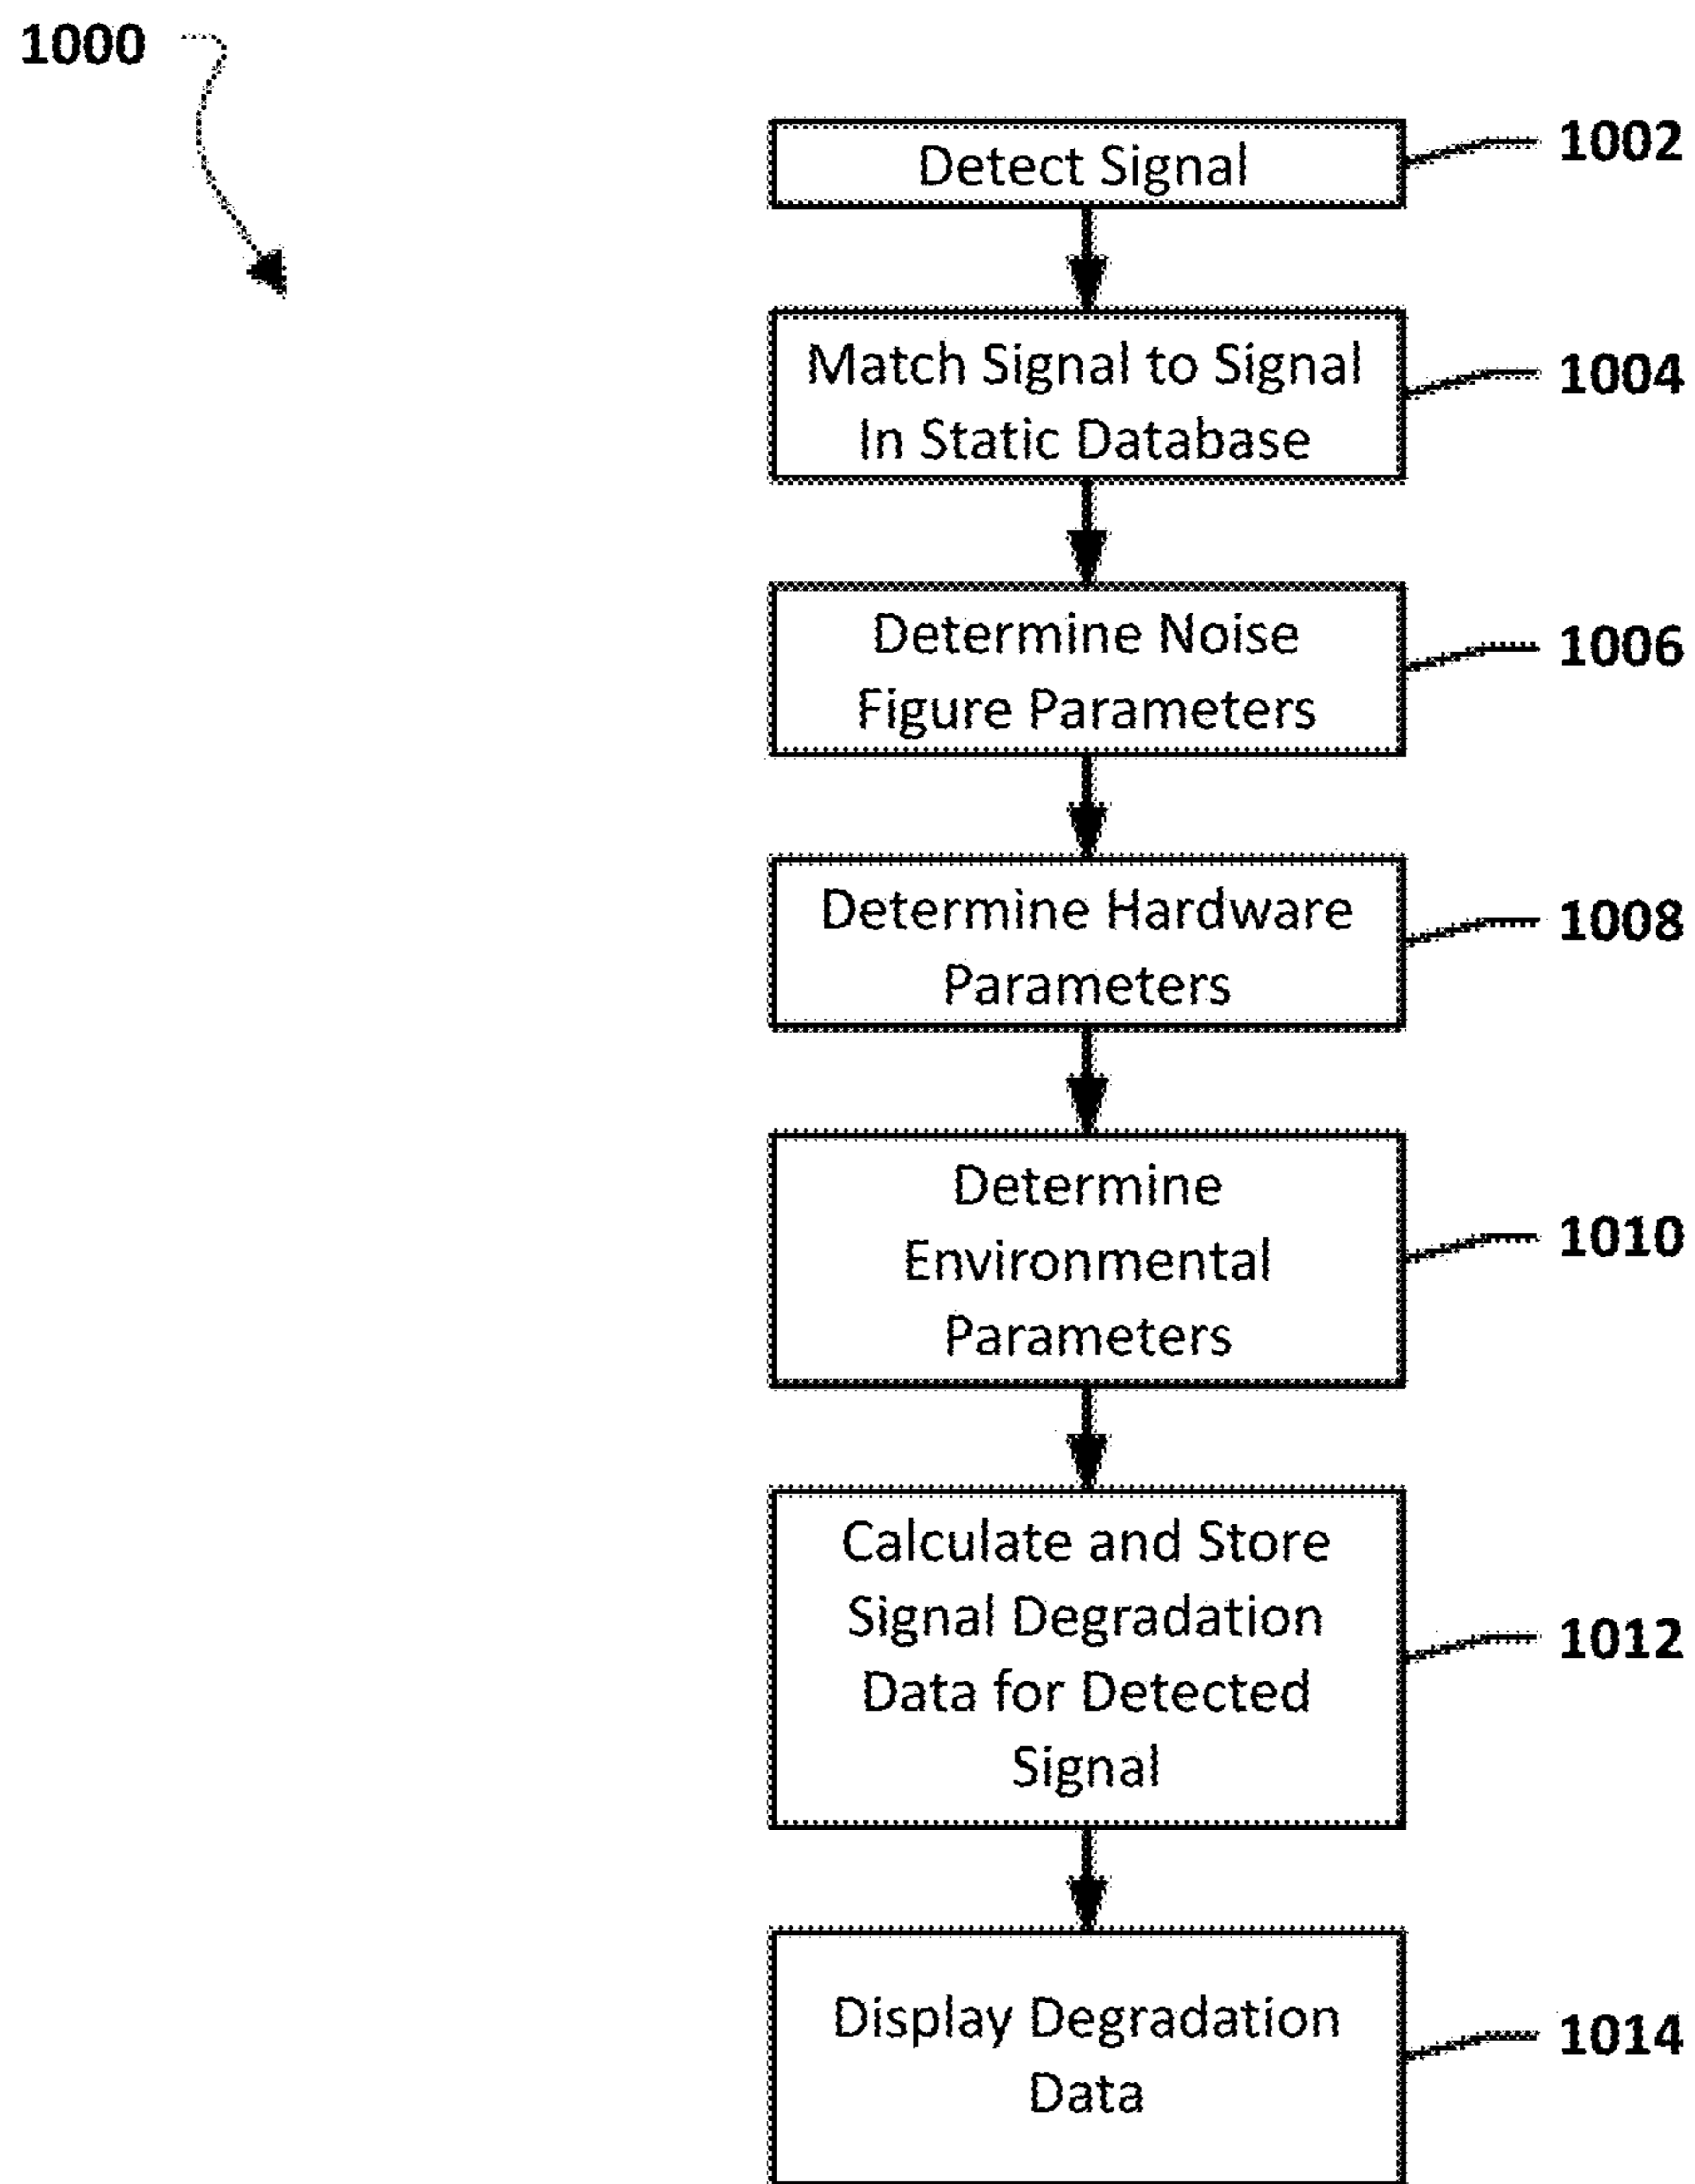 1000
Detect Signal
1002
Match Signal to Signal
In Static Database
1004
Determine Noise
Figure Parameters
1006
Determine Hardware
Parameters
1008
Determine
Environmental
Parameters
1010
Calculate and Store
Signal Degradation
Data for Detected
Signal
1012
Display Degradation
Data
1014